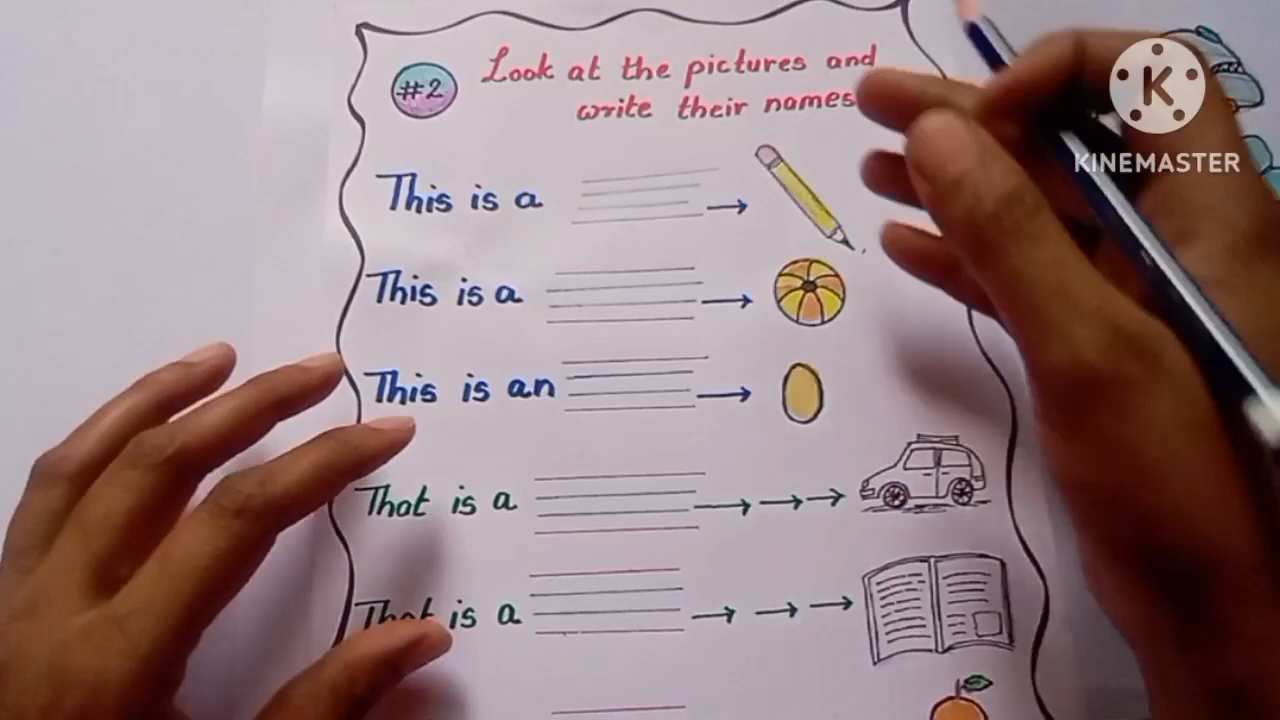 #2 Look at the pictures and
write their names
K
KINEMASTER
This is a
This is a
This is an
That is a
That is a